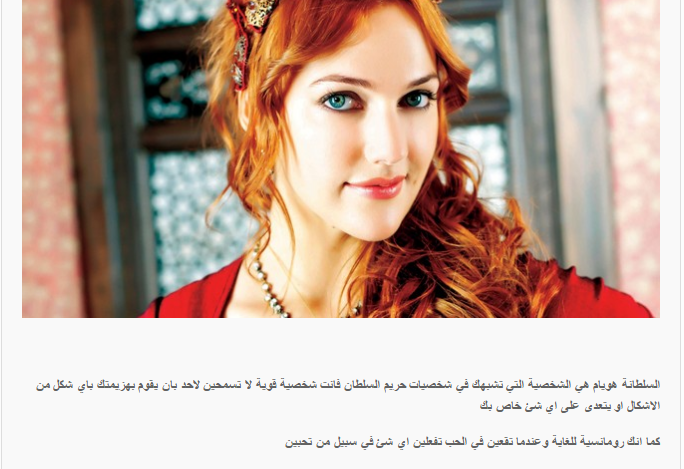 السلطانة هويام هي الشخصية التي تشبهك في شخصيات حريم السلطان فانت شخصية قوية لا تسمحين لاحد بان يقوم بهزيمتك باي شكل من
الاشكال او يتعدى على اي شئ خاص بك
كما انك رومانسية للغاية وعندما تقعين في الحب تفعلين اي شئ في سبيل من تحبين